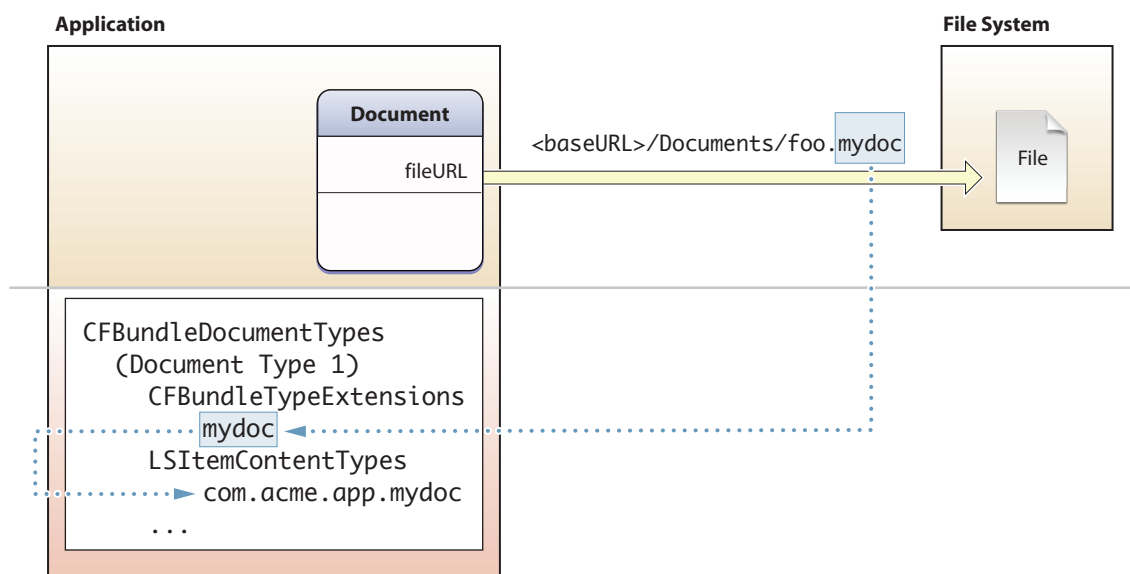 Application
File System
Document
fileURL
<baseURL>/Documents/foo.mydoc
File
CFBundleDocumentTypes
(Document Type 1)
CFBundleTypeExtensions
mydoc
LSItemContentTypes
com.acme.app.mydoc
...